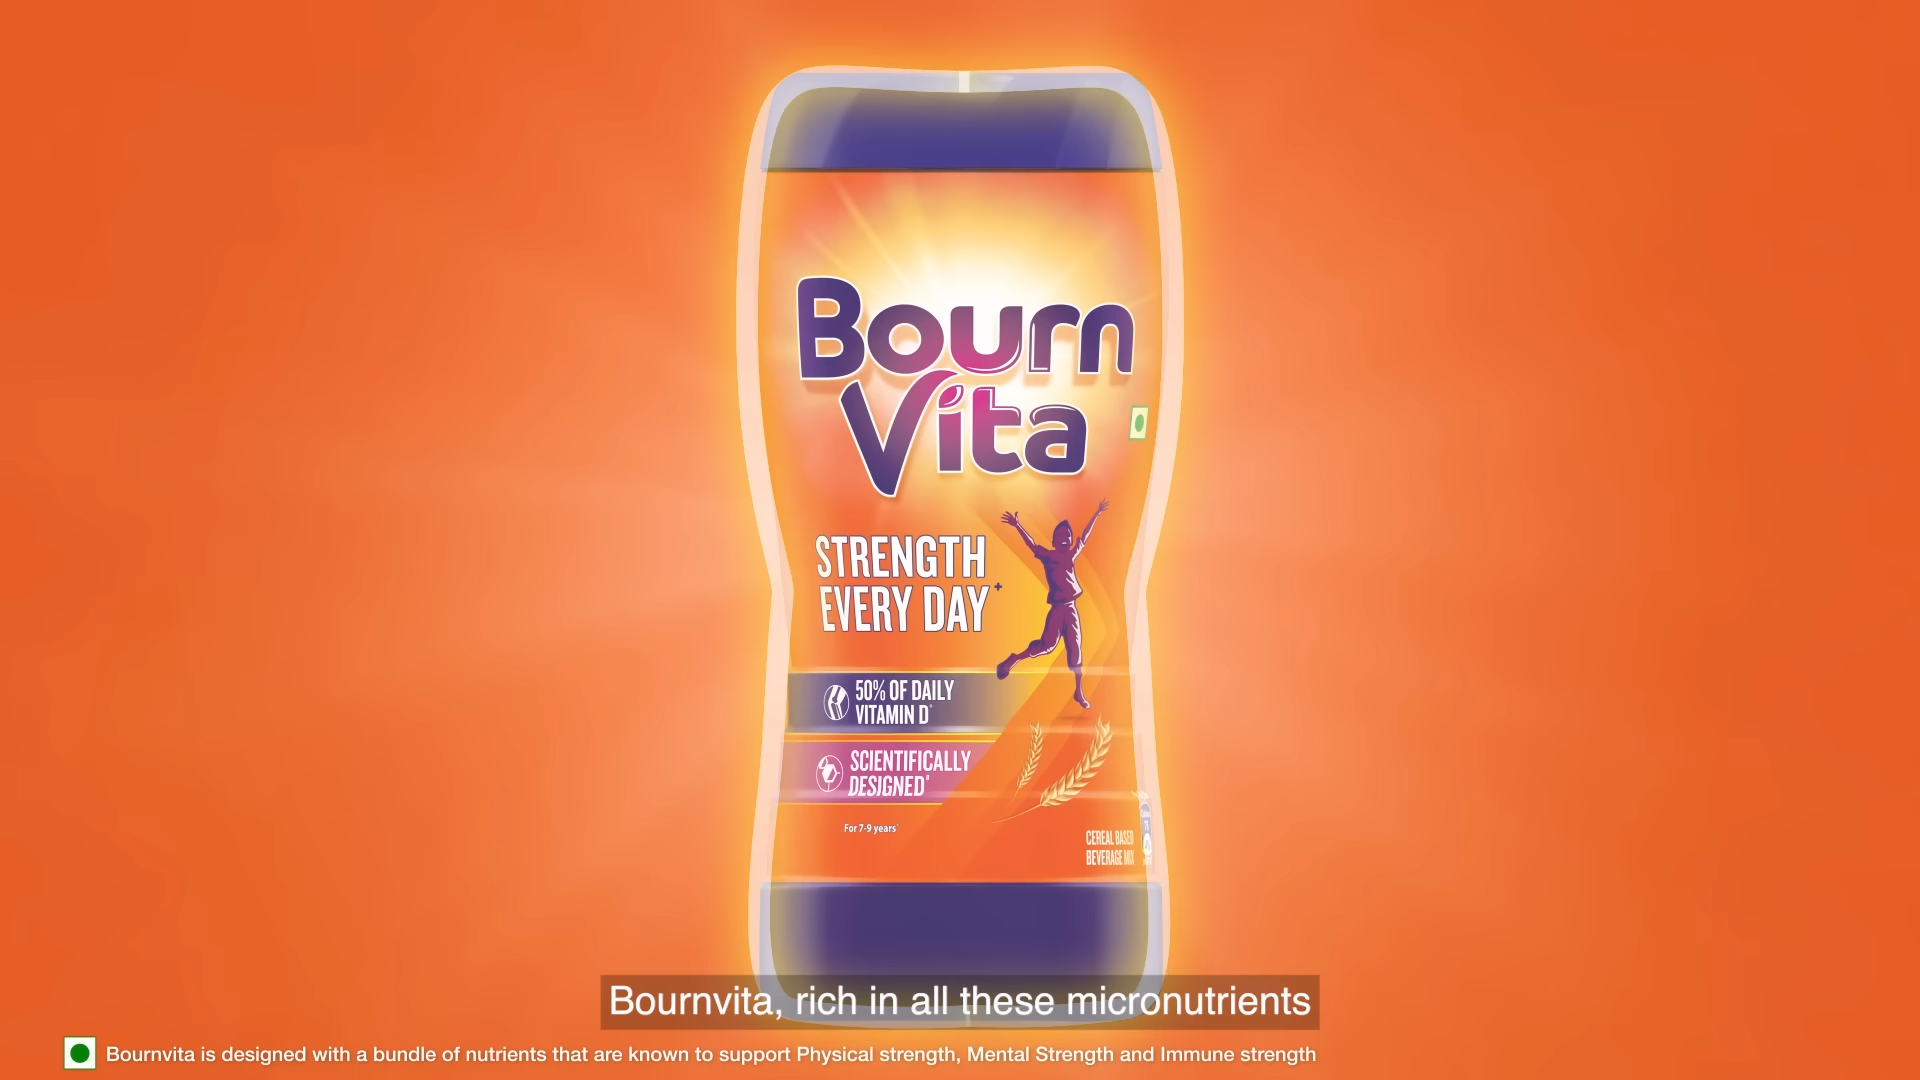 Bourn
Vita
STRENGTH
EVERY DAY+
50% OF DAILY
VITAMIN D*
SCIENTIFICALLY
DESIGNED#
For 7-9 years^
CEREAL BASED
BEVERAGE MIX
Bournvita, rich in all these micronutrients
Bournvita is designed with a bundle of nutrients that are known to support Physical strength, Mental Strength and Immune strength